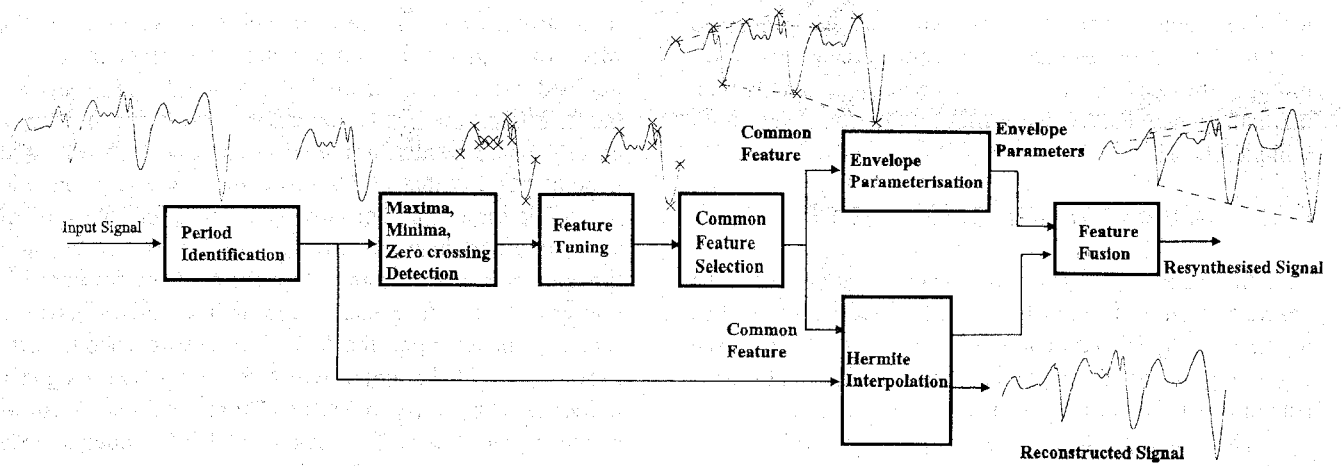 Input Signal
Period
Identification
Maxima,
Minima,
Zero crossing
Detection
Feature
Tuning
Common
Feature
Selection
Common
Feature
Envelope
Parameterisation
Envelope
Parameters
Common
Feature
Hermite
Interpolation
Feature
Fusion
Resynthesised Signal
Reconstructed Signal